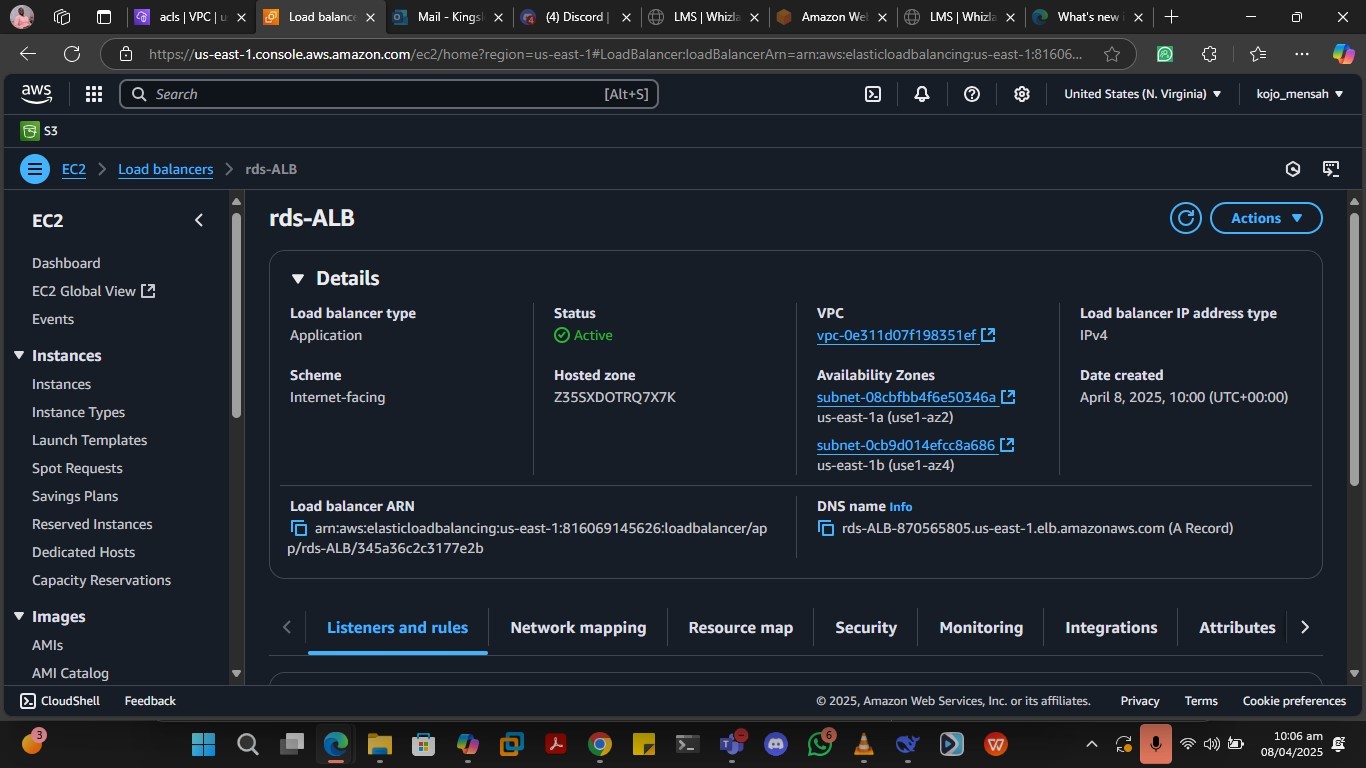 acls | VPC | u
Load balance
Mail - Kings
(4) Discord |
LMS | Whizla
Amazon We
LMS | Whizla
What's new i
https://us-east-1.console.aws.amazon.com/ec2/home?region=us-east-1#LoadBalancer:loadBalancerArn=arn:aws:elasticloadbalancing:us-east-1:81606...
aws
Search
[Alt+S]
United States (N. Virginia)
kojo_mensah
S3
EC2
Load balancers
rds-ALB
EC2
Dashboard
EC2 Global View
Events
Instances
Instances
Instance Types
Launch Templates
Spot Requests
Savings Plans
Reserved Instances
Dedicated Hosts
Capacity Reservations
Images
AMIs
AMI Catalog
rds-ALB
Actions
Details
Load balancer type
Application
Status
Active
VPC
vpc-0e311d07f198351ef
Load balancer IP address type
IPv4
Scheme
Internet-facing
Hosted zone
Z35SXDOTRQ7X7K
Availability Zones
subnet-08cbfbb4f6e50346a
us-east-1a (use1-az2)
subnet-0cb9d014efcc8a686
us-east-1b (use1-az4)
Date created
April 8, 2025, 10:00 (UTC+00:00)
Load balancer ARN
arn:aws:elasticloadbalancing:us-east-1:816069145626:loadbalancer/ap
p/rds-ALB/345a36c2c3177e2b
DNS name Info
rds-ALB-870565805.us-east-1.elb.amazonaws.com (A Record)
Listeners and rules
Network mapping
Resource map
Security
Monitoring
Integrations
Attributes
CloudShell
Feedback
© 2025, Amazon Web Services, Inc. or its affiliates.
Privacy
Terms
Cookie preferences
3
6
10:06 am
08/04/2025